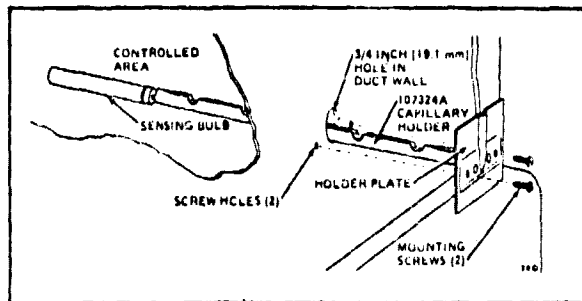 CONTROLLED
AREA
SENSING BULB
3/4 INCH (19.1 mm)
HOLE IN
DUCT WALL
107324A
CAPILLARY
HOLDER
SCREW HOLES (2)
HOLDER PLATE
MOUNTING
SCREWS (2)